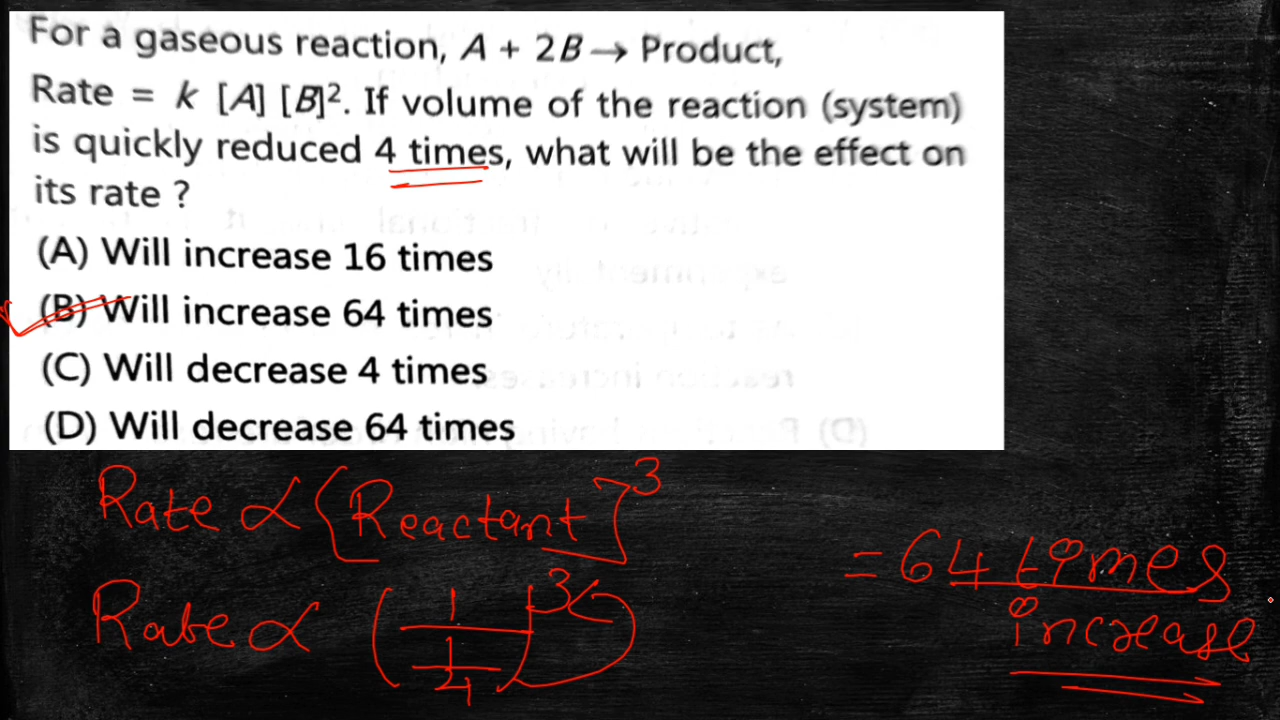 For a gaseous reaction, A + 2B → Product,
Rate = k [A] [B]². If volume of the reaction (system)
is quickly reduced 4 times, what will be the effect on
its rate ?
(A) Will increase 16 times
(B) Will increase 64 times
(C) Will decrease 4 times
(D) Will decrease 64 times
Rate ∝ [Reactant]³
Rate ∝ (1/(1/4))³
= 64 times
increase